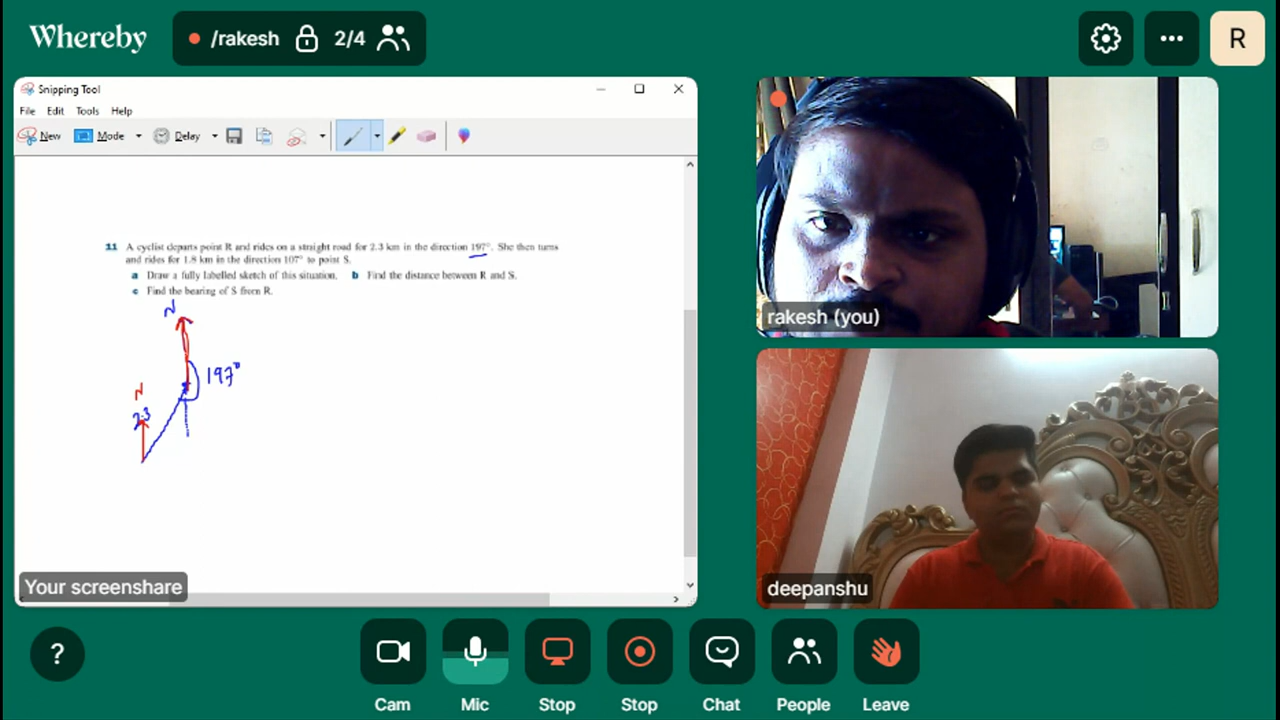 Whereby
/rakesh 2/4
R
Snipping Tool
File Edit Tools Help
New Mode Delay
11 A cyclist departs point R and rides on a straight road for 2.3 km in the direction 197°. She then turns
and rides for 1.8 km in the direction 107° to point S.
a Draw a fully labelled sketch of this situation. b Find the distance between R and S.
c Find the bearing of S from R.
N
197°
N
2.3
Your screenshare
rakesh (you)
deepanshu
?
Cam Mic Stop Stop Chat People Leave